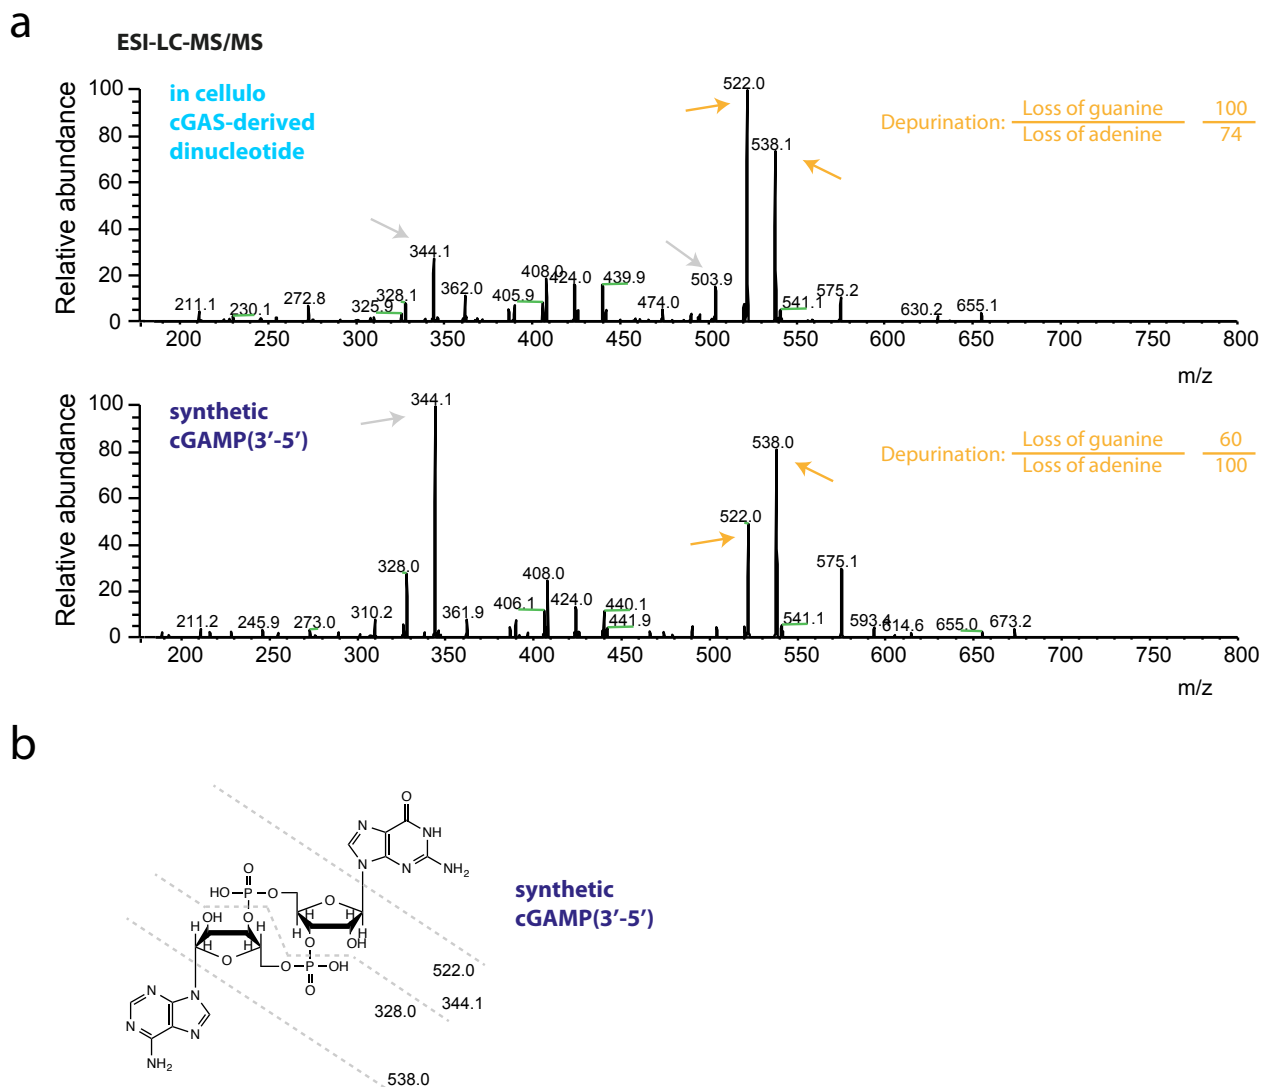 a
ESI-LC-MS/MS
Relative abundance
100
80
60
40
20
0
in cellulo
cGAS-derived
dinucleotide
522.0
538.1
344.1
503.9
408.0
424.0
439.9
362.0
405.9
328.1
325.9
272.8
211.1
230.1
474.0
541.1
575.2
630.2
655.1
Depurination: Loss of guanine 100
Loss of adenine 74
200 250 300 350 400 450 500 550 600 650 700 750 800
m/z
Relative abundance
100
80
60
40
20
0
synthetic
cGAMP(3′-5′)
344.1
538.0
522.0
328.0
408.0
575.1
310.2
361.9
406.1
424.0
440.1
441.9
211.2
245.9
273.0
541.1
593.4
614.6
655.0
673.2
Depurination: Loss of guanine 60
Loss of adenine 100
200 250 300 350 400 450 500 550 600 650 700 750 800
m/z
b
O
N
NH
N
N
NH2
O
HO
P
O
O
O
H
H
H
H
OH
O
OH
H
H
H
H
O
O
P
OH
O
N
N
N
N
NH2
synthetic
cGAMP(3′-5′)
522.0
344.1
328.0
538.0